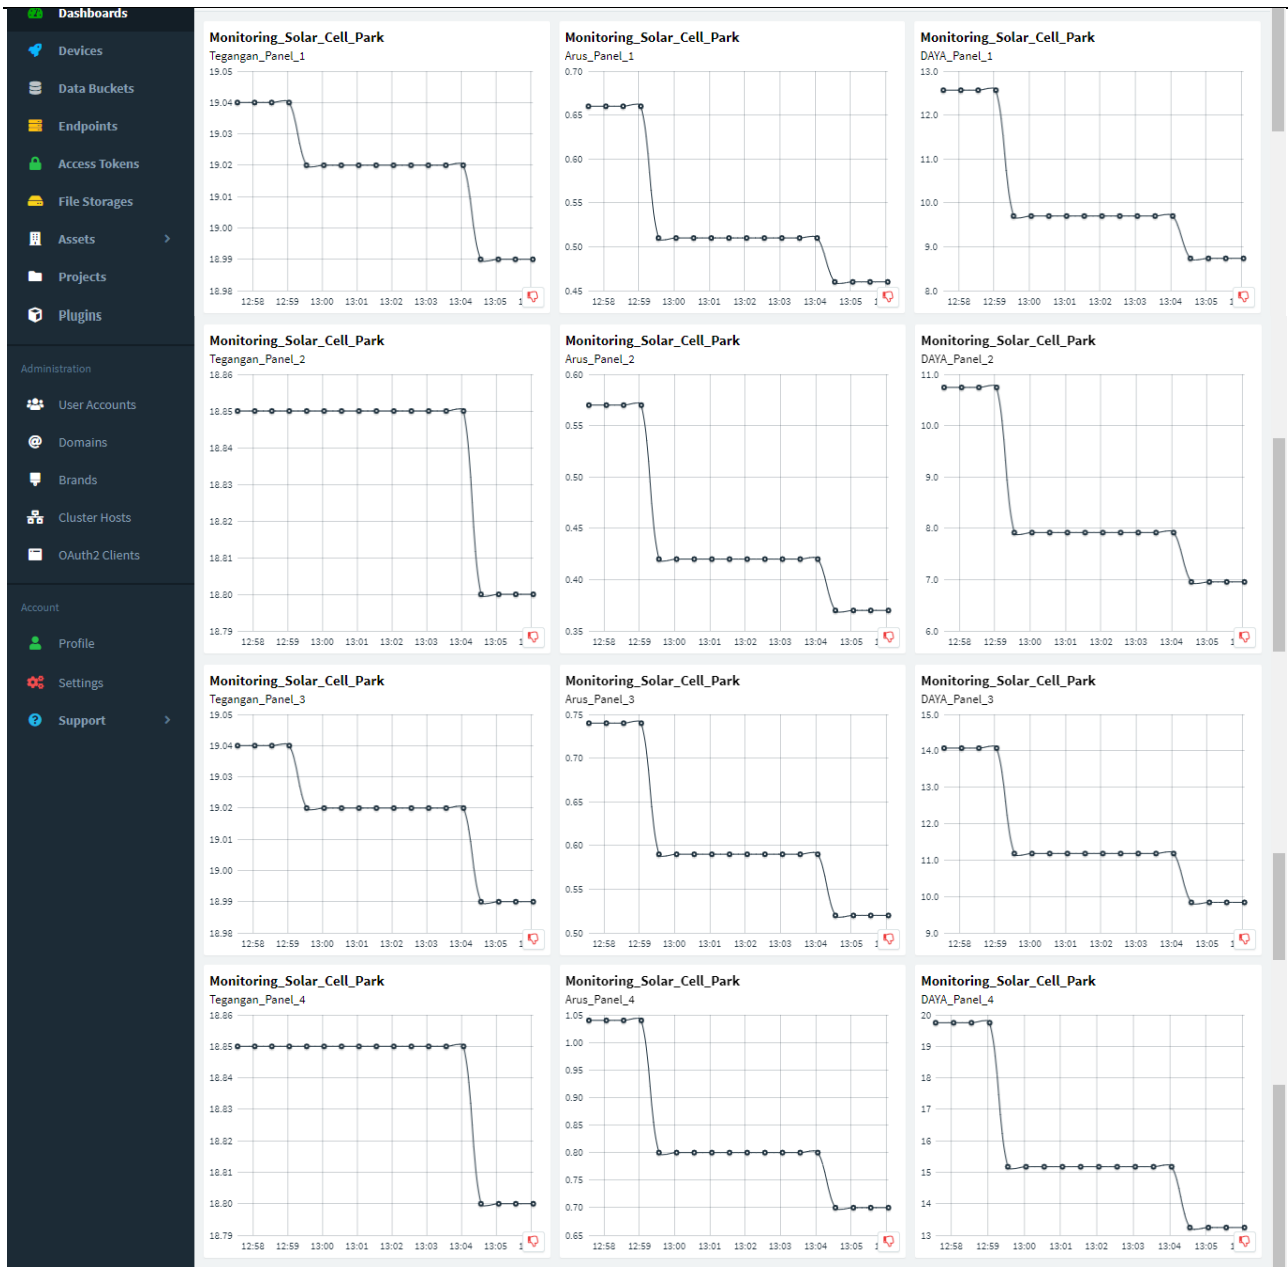 Dashboards
Devices
Data Buckets
Endpoints
Access Tokens
File Storages
Assets
Projects
Plugins
Administration
User Accounts
Domains
Brands
Cluster Hosts
OAuth2 Clients
Account
Profile
Settings
Support
Monitoring_Solar_Cell_Park
Tegangan_Panel_1
19.05
19.04
19.03
19.02
19.01
19.00
18.99
18.98
12:58 12:59 13:00 13:01 13:02 13:03 13:04 13:05
Monitoring_Solar_Cell_Park
Arus_Panel_1
0.70
0.65
0.60
0.55
0.50
0.45
12:58 12:59 13:00 13:01 13:02 13:03 13:04 13:05
Monitoring_Solar_Cell_Park
DAYA_Panel_1
13.0
12.0
11.0
10.0
9.0
8.0
12:58 12:59 13:00 13:01 13:02 13:03 13:04 13:05
Monitoring_Solar_Cell_Park
Tegangan_Panel_2
18.86
18.85
18.84
18.83
18.82
18.81
18.80
18.79
12:58 12:59 13:00 13:01 13:02 13:03 13:04 13:05
Monitoring_Solar_Cell_Park
Arus_Panel_2
0.60
0.55
0.50
0.45
0.40
0.35
12:58 12:59 13:00 13:01 13:02 13:03 13:04 13:05
Monitoring_Solar_Cell_Park
DAYA_Panel_2
11.0
10.0
9.0
8.0
7.0
6.0
12:58 12:59 13:00 13:01 13:02 13:03 13:04 13:05
Monitoring_Solar_Cell_Park
Tegangan_Panel_3
19.05
19.04
19.03
19.02
19.01
19.00
18.99
18.98
12:58 12:59 13:00 13:01 13:02 13:03 13:04 13:05
Monitoring_Solar_Cell_Park
Arus_Panel_3
0.75
0.70
0.65
0.60
0.55
0.50
12:58 12:59 13:00 13:01 13:02 13:03 13:04 13:05
Monitoring_Solar_Cell_Park
DAYA_Panel_3
15.0
14.0
13.0
12.0
11.0
10.0
9.0
12:58 12:59 13:00 13:01 13:02 13:03 13:04 13:05
Monitoring_Solar_Cell_Park
Tegangan_Panel_4
18.86
18.85
18.84
18.83
18.82
18.81
18.80
18.79
12:58 12:59 13:00 13:01 13:02 13:03 13:04 13:05
Monitoring_Solar_Cell_Park
Arus_Panel_4
1.05
1.00
0.95
0.90
0.85
0.80
0.75
0.70
0.65
12:58 12:59 13:00 13:01 13:02 13:03 13:04 13:05
Monitoring_Solar_Cell_Park
DAYA_Panel_4
20
19
18
17
16
15
14
13
12:58 12:59 13:00 13:01 13:02 13:03 13:04 13:05